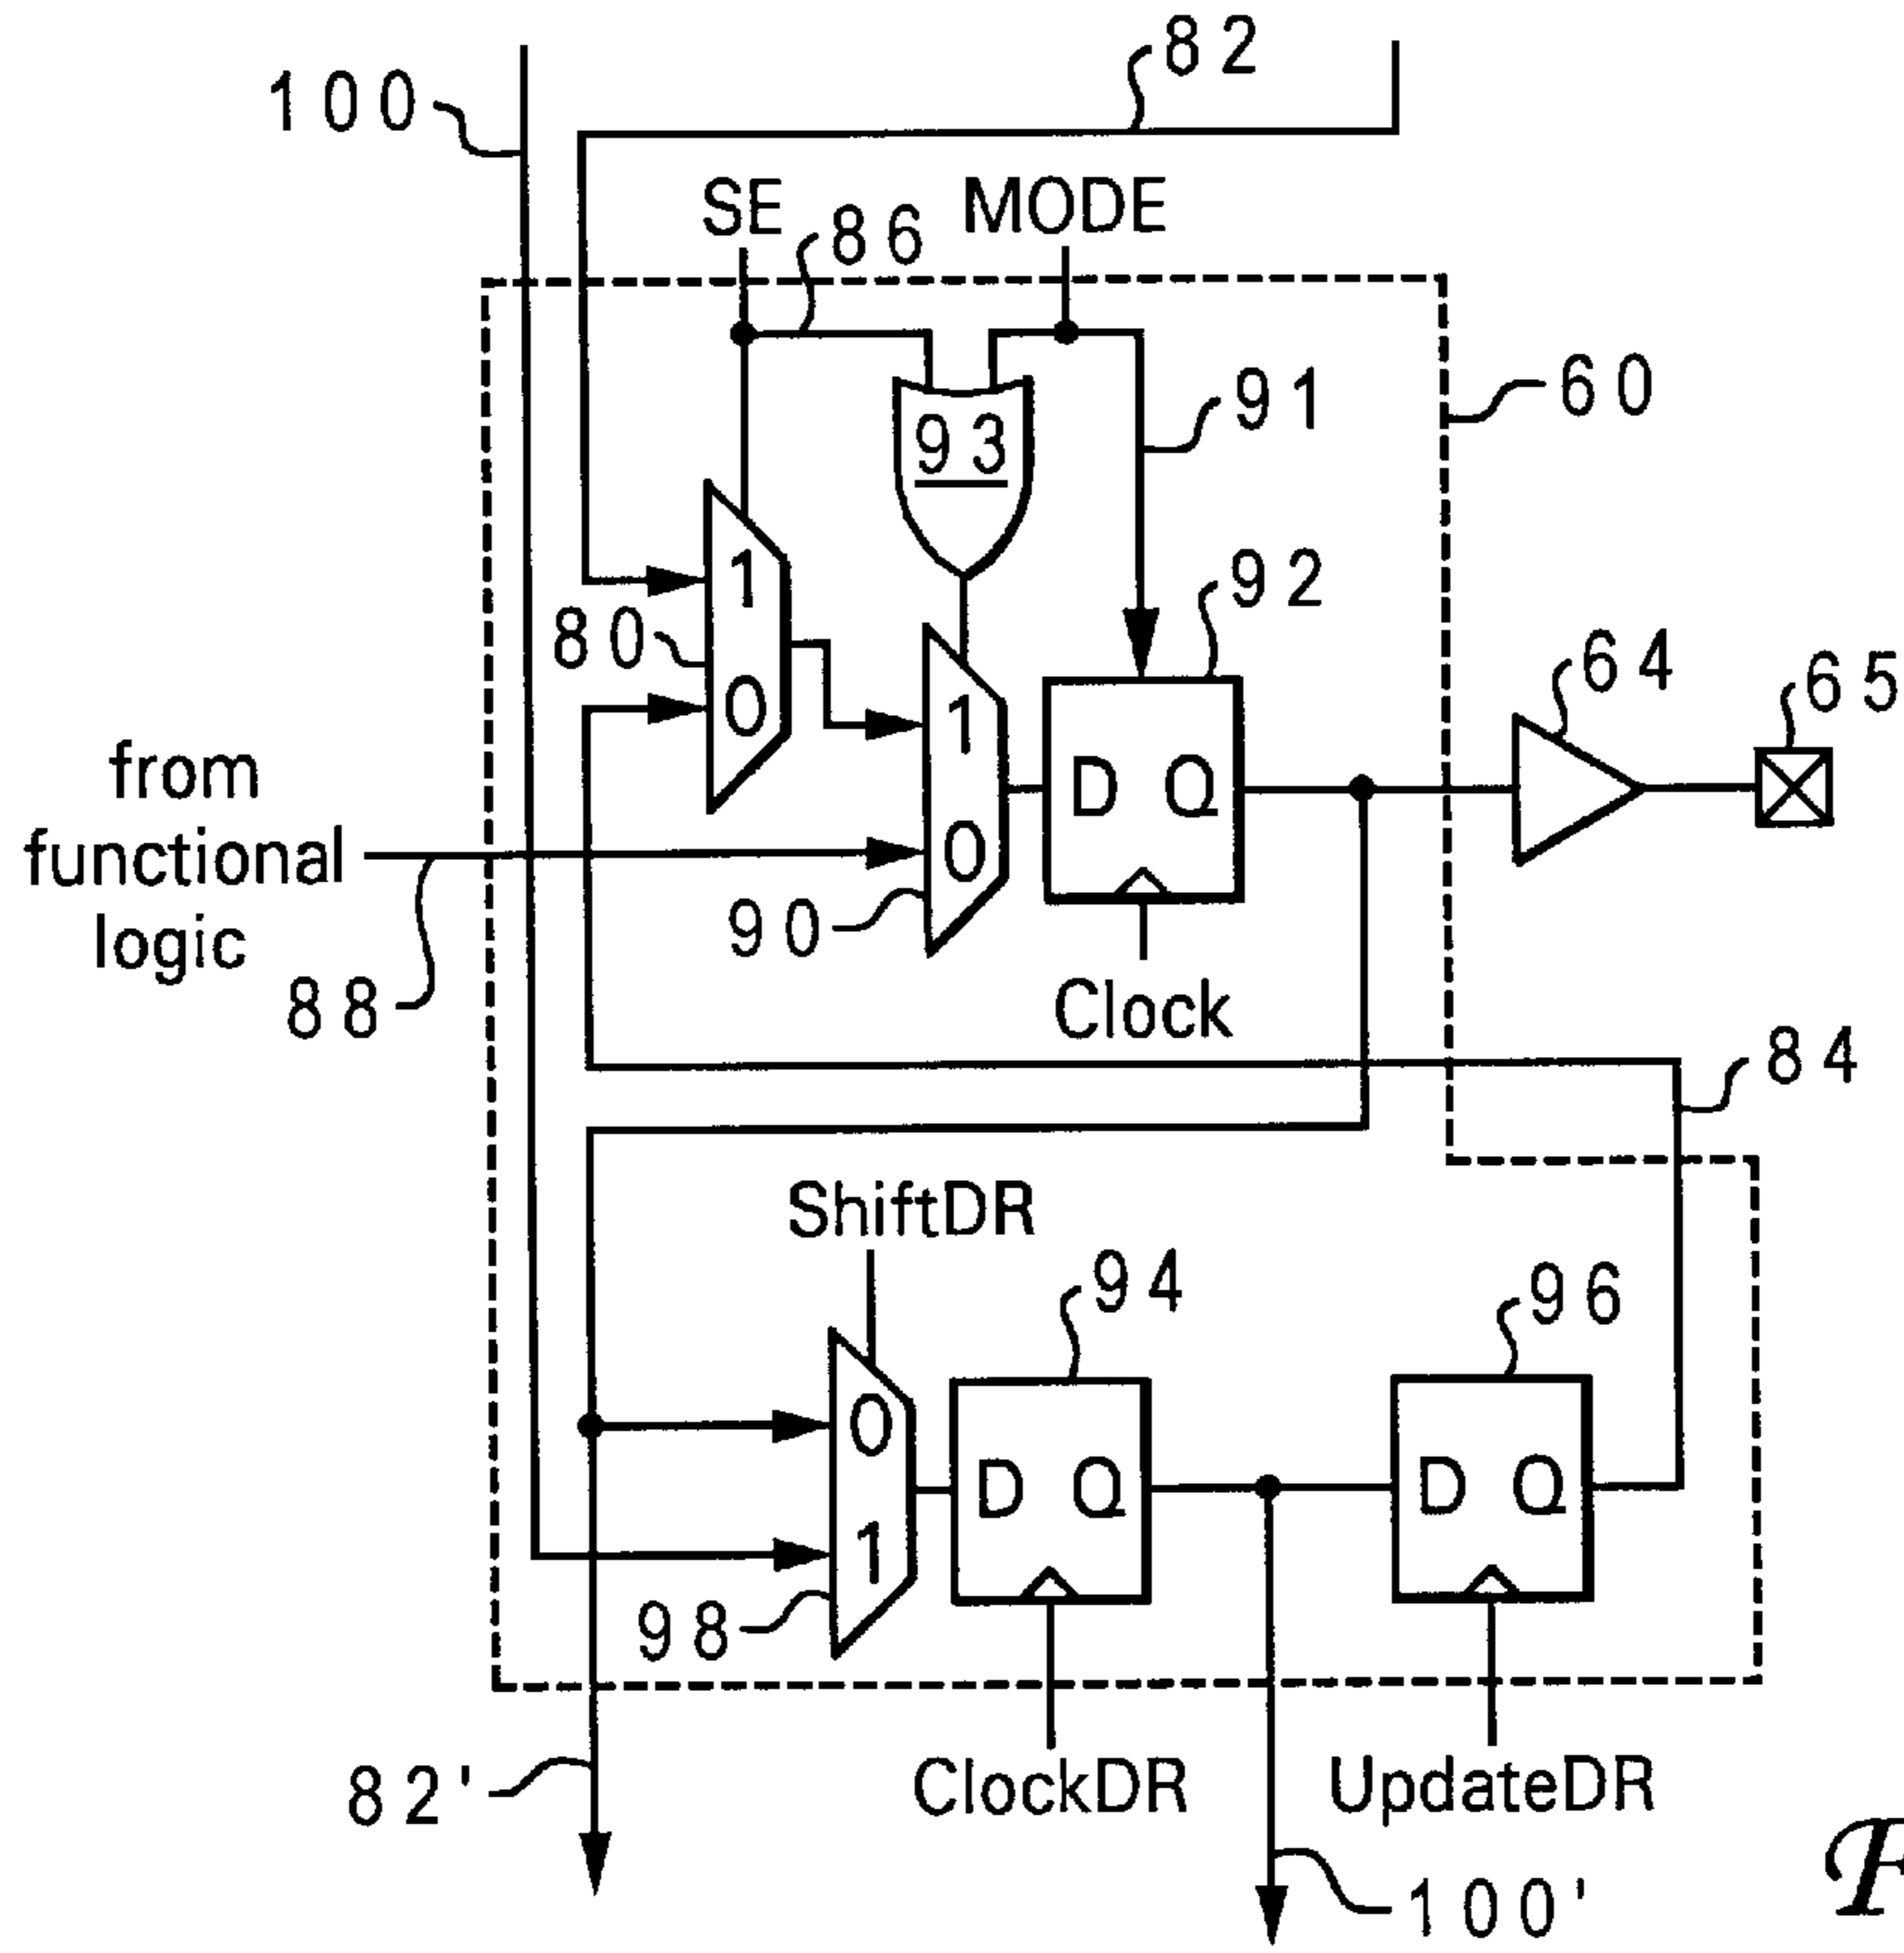 82
100
SE
86
MODE
91
60
93
1
92
80
64
0
65
1
from
functional
logic
D Q
0
90
88
Clock
84
ShiftDR
94
96
0
D Q
D Q
1
98
82'
ClockDR
UpdateDR
100'